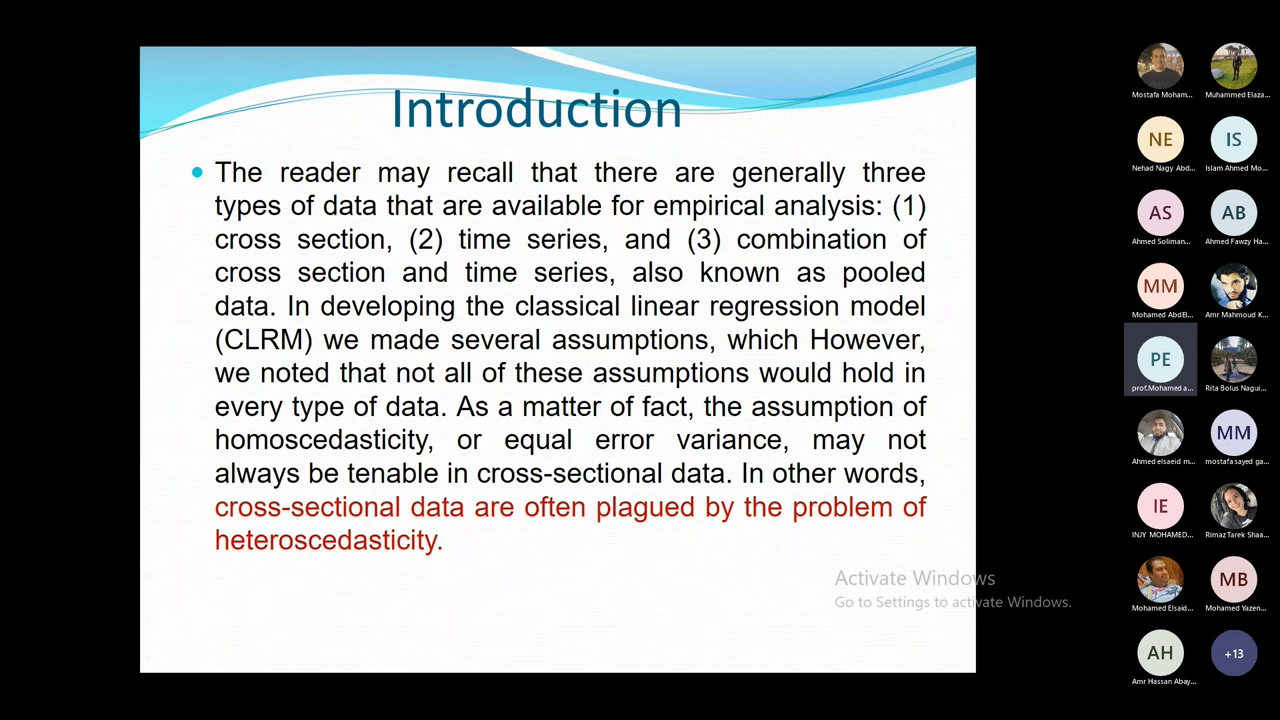 Introduction
The reader may recall that there are generally three
types of data that are available for empirical analysis: (1)
cross section, (2) time series, and (3) combination of
cross section and time series, also known as pooled
data. In developing the classical linear regression model
(CLRM) we made several assumptions, which However,
we noted that not all of these assumptions would hold in
every type of data. As a matter of fact, the assumption of
homoscedasticity, or equal error variance, may not
always be tenable in cross-sectional data. In other words,
cross-sectional data are often plagued by the problem of
heteroscedasticity.
Activate Windows
Go to Settings to activate Windows.
Mostafa Moham...
Muhammed Elaza...
NE
Nehad Nagy Abd...
IS
Islam Ahmed Mo...
AS
Ahmed Soliman...
AB
Ahmed Fawzy Ha...
MM
Mohamed AbdEl...
Amr Mahmoud K...
PE
prof.Mohamed a...
Rita Bolus Nagui...
Ahmed elsaeid m...
MM
mostafa sayed ga...
IE
INJY MOHAMED...
Rimaz Tarek Shaa...
Mohamed Elsaid...
MB
Mohamed Yazen...
AH
Amr Hassan Abay...
+13